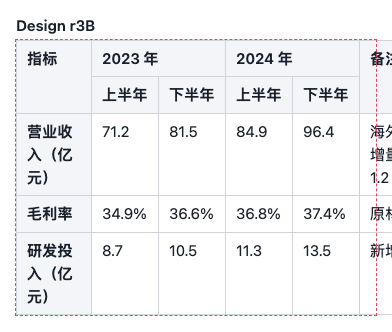 Design r3B
指标 2023 年 2024 年 备注
上半年 下半年 上半年 下半年
营业收 71.2 81.5 84.9 96.4 海外
入（亿 增量
元） 1.2
毛利率 34.9% 36.6% 36.8% 37.4% 原材
研发投 8.7 10.5 11.3 13.5 新增
入（亿
元）